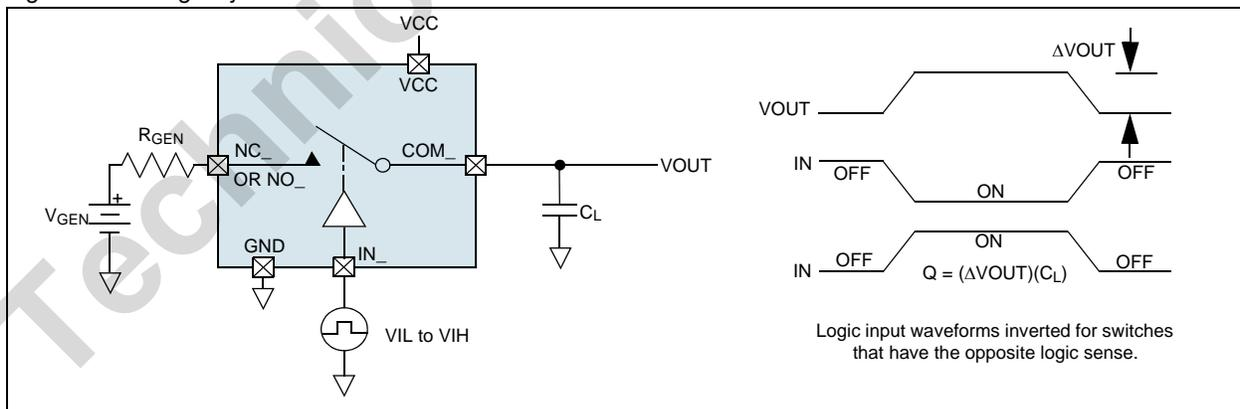 Technic
VCC
VCC
RGEN
NC_
OR NO_
COM_
VOUT
VGEN
+
CL
GND
IN_
VIL to VIH
ΔVOUT
VOUT
IN
OFF
ON
OFF
IN
OFF
ON
OFF
Q = (ΔVOUT)(CL)
Logic input waveforms inverted for switches
that have the opposite logic sense.